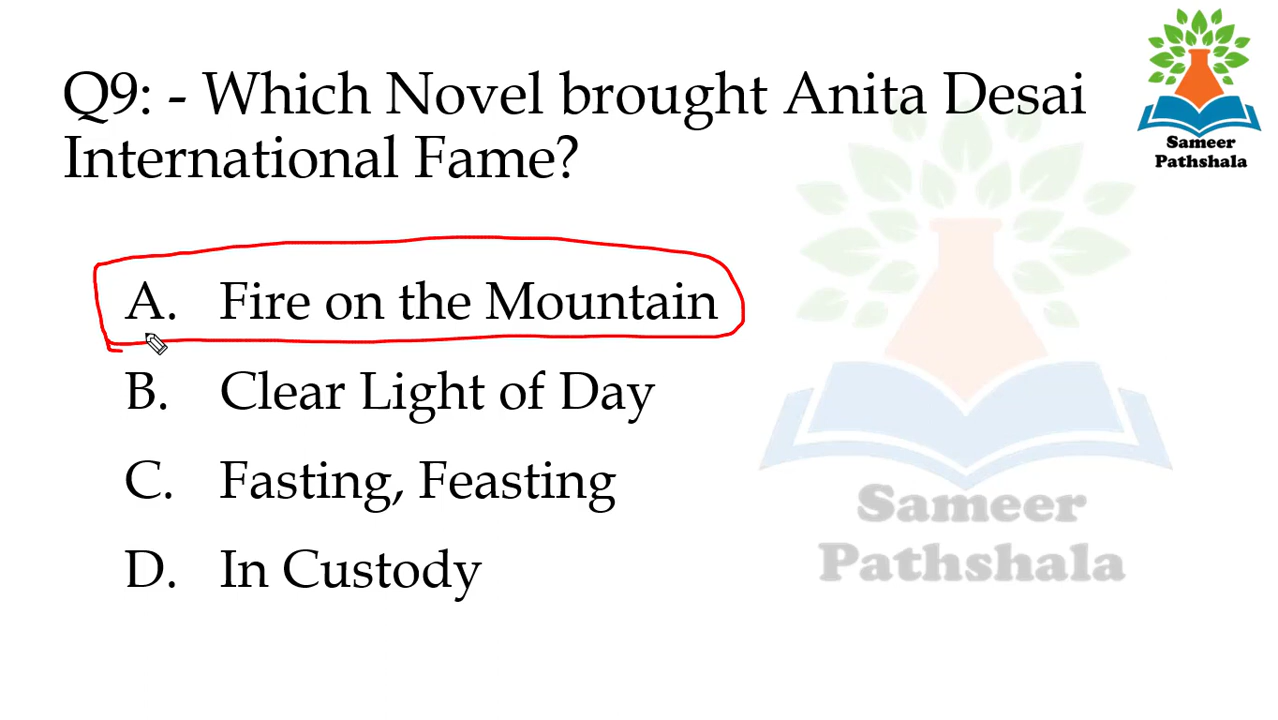 Q9: - Which Novel brought Anita Desai
International Fame?
A. Fire on the Mountain
B. Clear Light of Day
C. Fasting, Feasting
D. In Custody
Sameer
Pathshala
Sameer
Pathshala